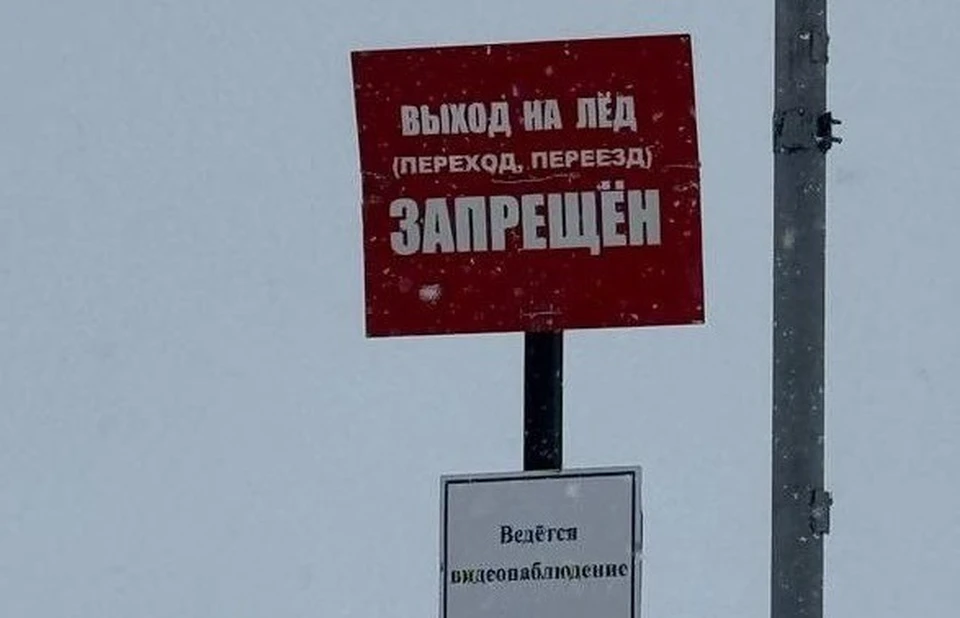 ВЫХОД НА ЛЁД
(ПЕРЕХОД, ПЕРЕЕЗД)
ЗАПРЕЩЁН
Ведётся
видеонаблюдение